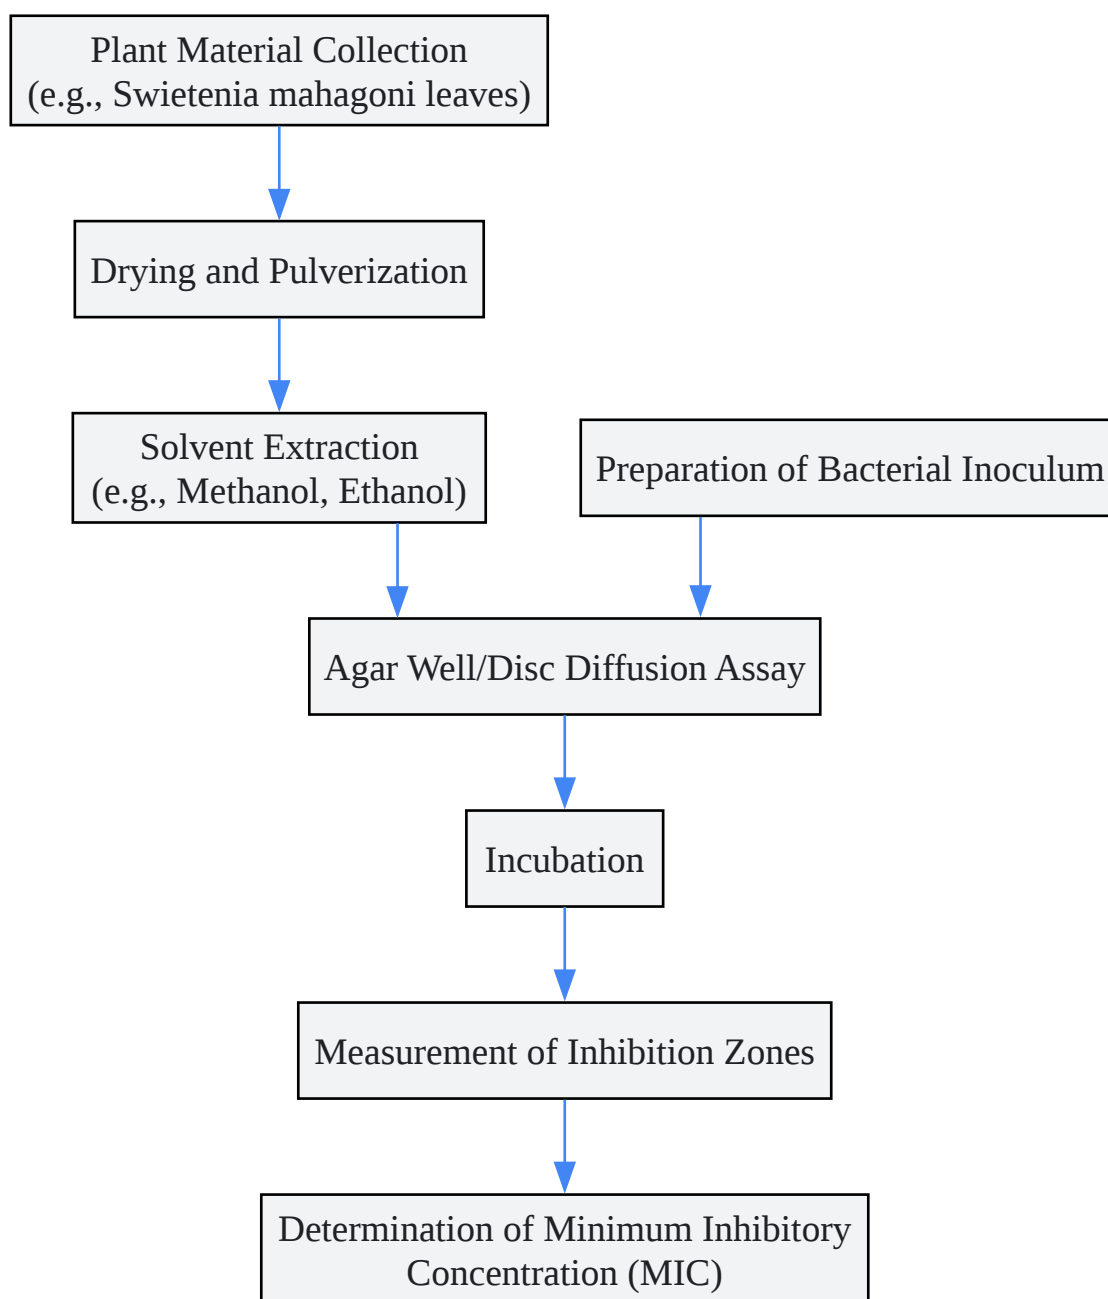 Plant Material Collection
(e.g., Swietenia mahagoni leaves)
Drying and Pulverization
Solvent Extraction
(e.g., Methanol, Ethanol)
Preparation of Bacterial Inoculum
Agar Well/Disc Diffusion Assay
Incubation
Measurement of Inhibition Zones
Determination of Minimum Inhibitory
Concentration (MIC)